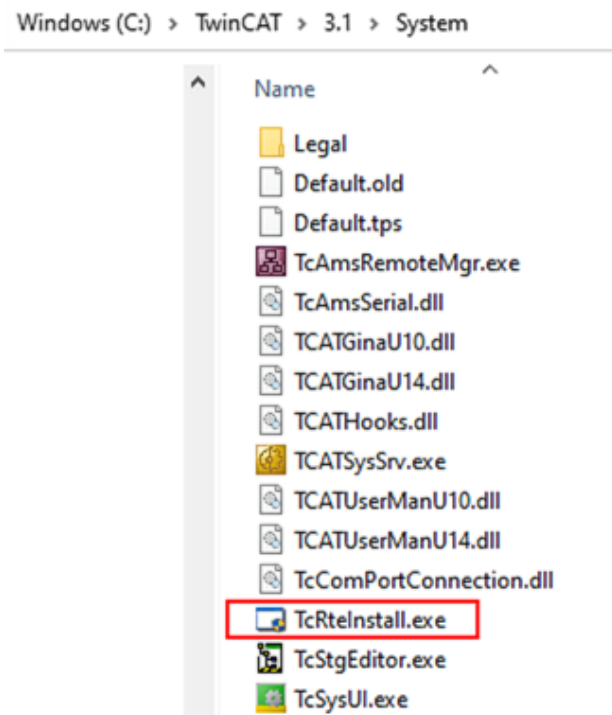 Windows (C:) > TwinCAT > 3.1 > System
Name
Legal
Default.old
Default.tps
TcAmsRemoteMgr.exe
TcAmsSerial.dll
TCATGinaU10.dll
TCATGinaU14.dll
TCATHooks.dll
TCATSysSrv.exe
TCATUserManU10.dll
TCATUserManU14.dll
TcComPortConnection.dll
TcRteInstall.exe
TcStgEditor.exe
TcSysUI.exe